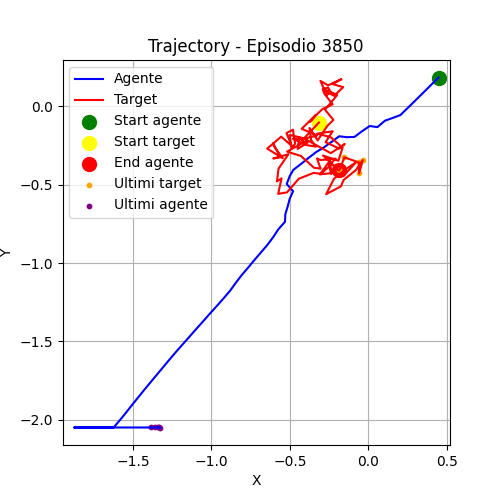 Trajectory - Episodio 3850
Agente
Target
Start agente
Start target
End agente
Ultimi target
Ultimi agente
Y
0.0
−0.5
−1.0
−1.5
−2.0
−1.5
−1.0
−0.5
0.0
0.5
X